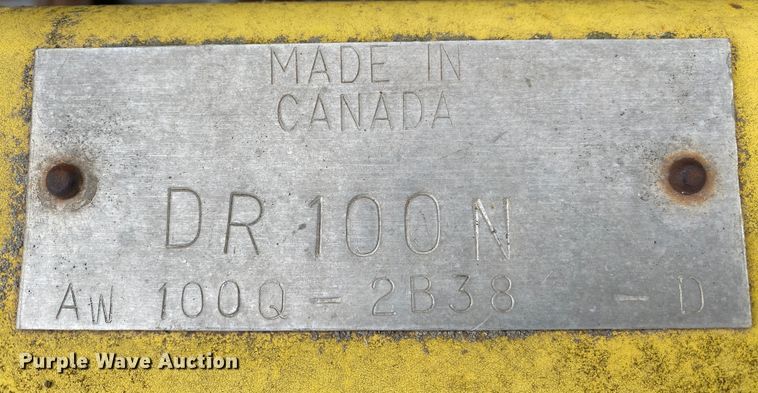 MADE IN
CANADA
DR 100 N
AW 100Q - 2B38 - D
Purple Wave Auction